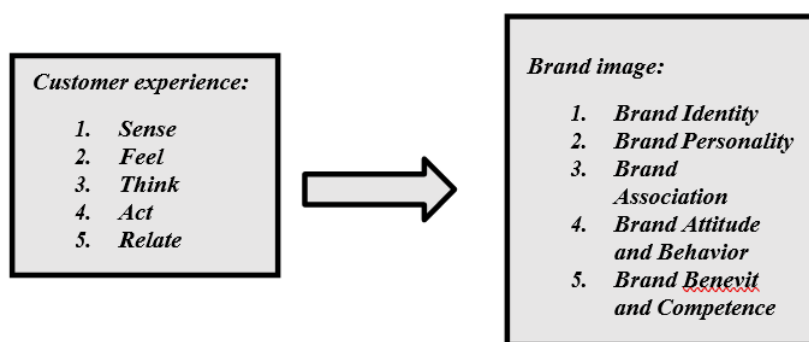 Customer experience:
1. Sense
2. Feel
3. Think
4. Act
5. Relate
Brand image:
1. Brand Identity
2. Brand Personality
3. Brand
Association
4. Brand Attitude
and Behavior
5. Brand Benevit
and Competence